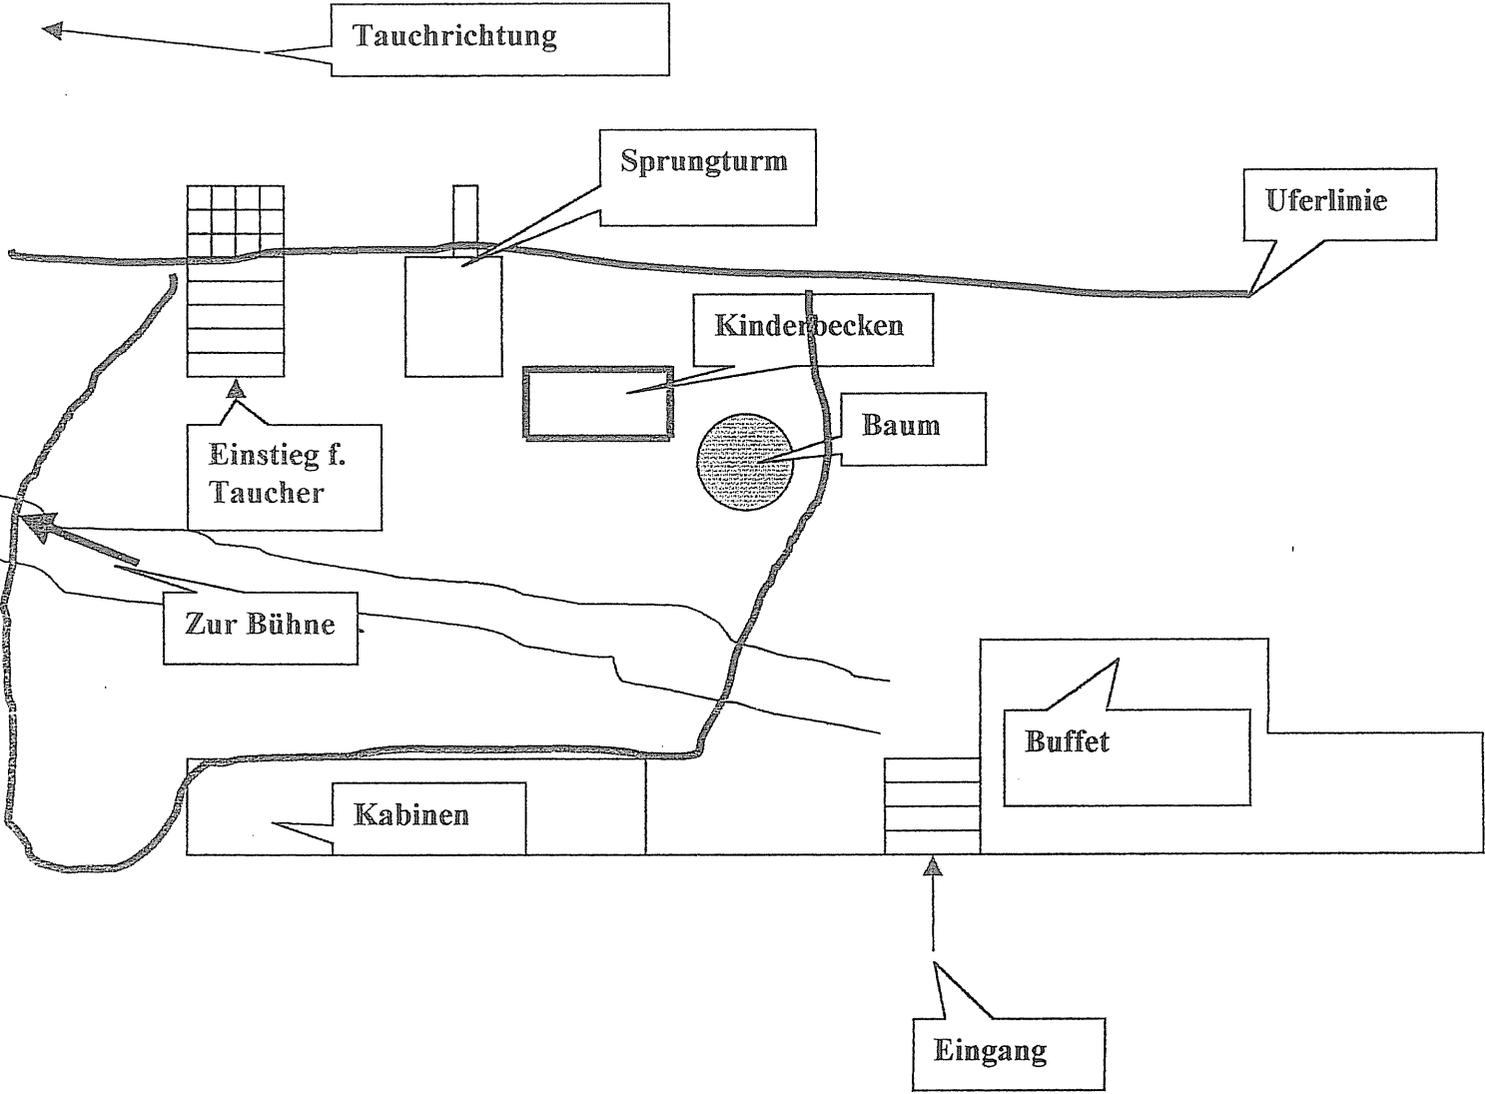 Tauchrichtung
Sprungturm
Uferlinie
Kinderbecken
Baum
Einstieg f.
Taucher
Zur Bühne
Buffet
Kabinen
Eingang